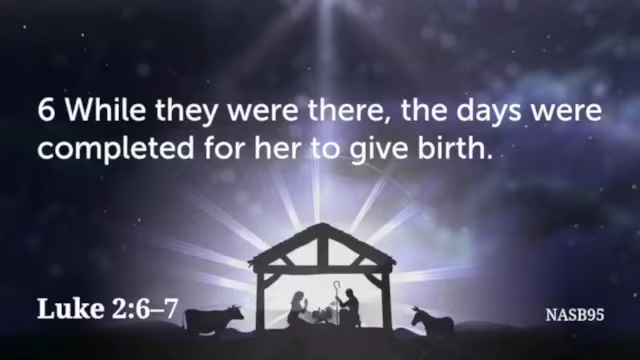 6 While they were there, the days were
completed for her to give birth.
Luke 2:6–7
NASB95